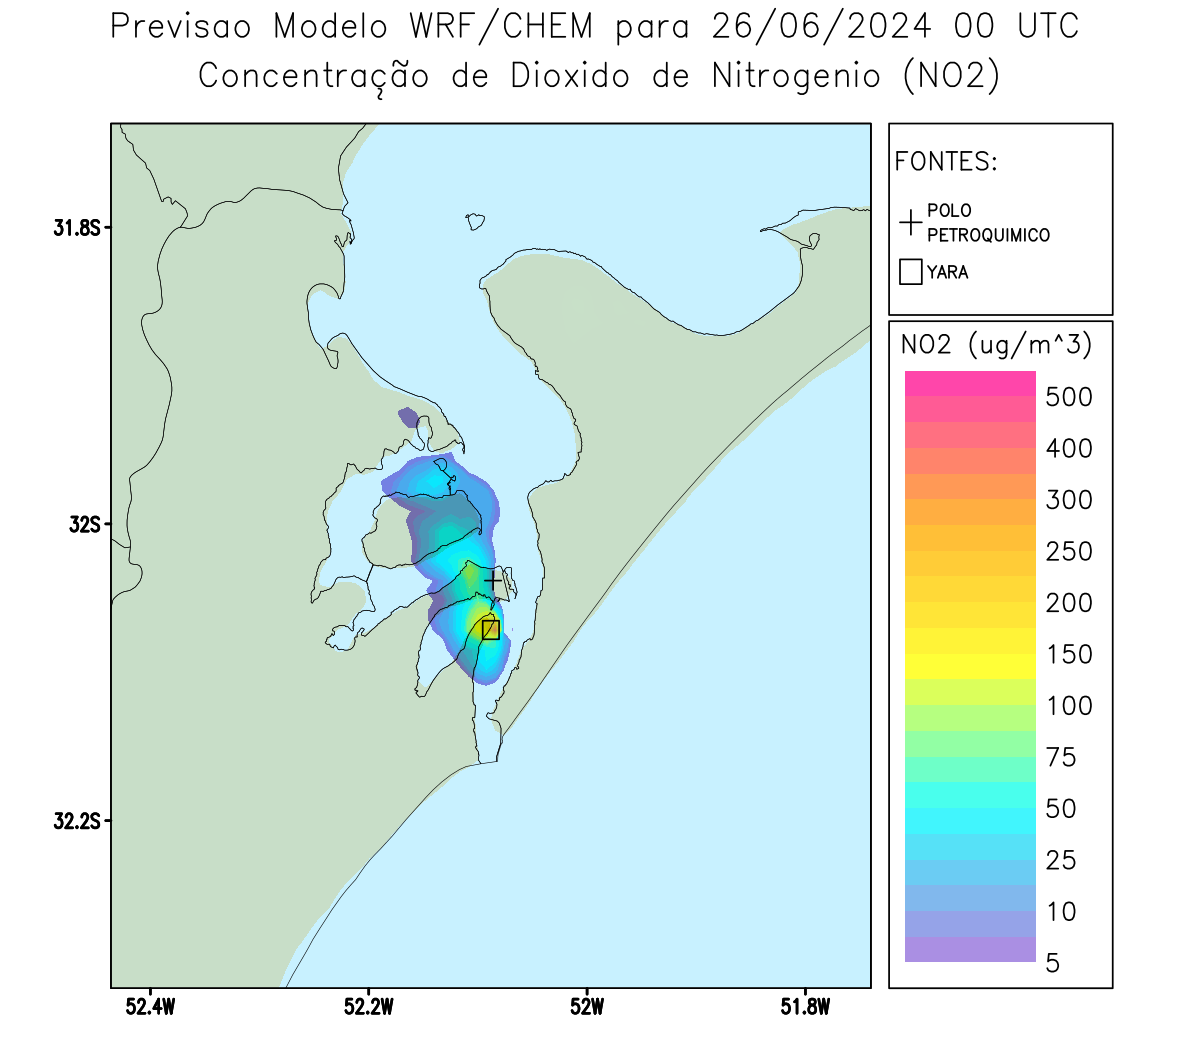 Previsao Modelo WRF/CHEM para 26/06/2024 00 UTC
Concentração de Dioxido de Nitrogenio (NO2)
FONTES:
POLO
PETROQUIMICO
YARA
NO2 (ug/m^3)
500
400
300
250
200
150
100
75
50
25
10
5
31.8S
32S
32.2S
52.4W
52.2W
52W
51.8W